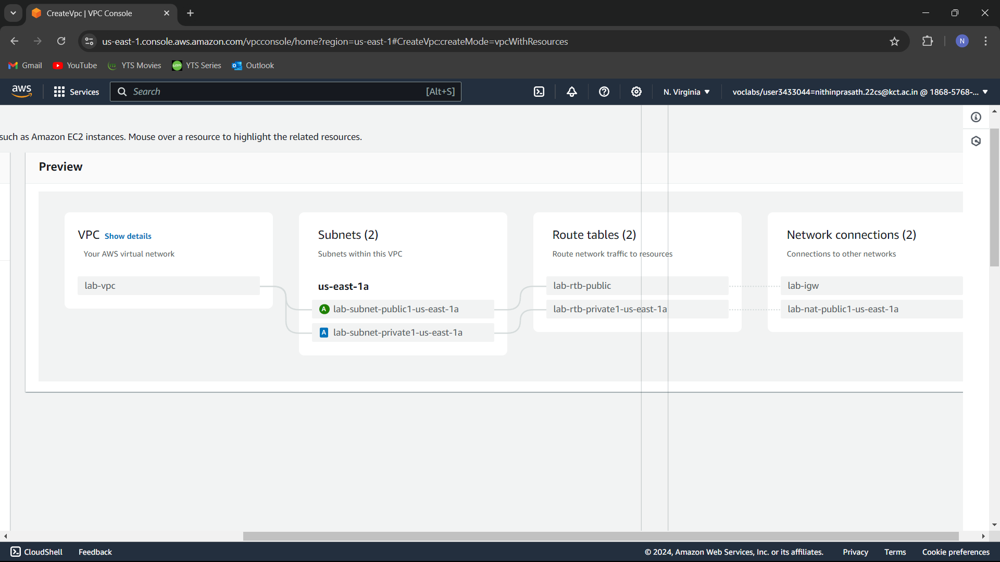 CreateVpc | VPC Console
us-east-1.console.aws.amazon.com/vpcconsole/home?region=us-east-1#CreateVpc:createMode=vpcWithResources
N
Gmail YouTube YTS Movies YTS Series Outlook
aws Services Search [Alt+S] N. Virginia voclabs/user3433044=nithinprasath.22cs@kct.ac.in @ 1868-5768-...
such as Amazon EC2 instances. Mouse over a resource to highlight the related resources.
Preview
VPC Show details
Your AWS virtual network
lab-vpc
Subnets (2)
Subnets within this VPC
us-east-1a
A lab-subnet-public1-us-east-1a
A lab-subnet-private1-us-east-1a
Route tables (2)
Route network traffic to resources
lab-rtb-public
lab-rtb-private1-us-east-1a
Network connections (2)
Connections to other networks
lab-igw
lab-nat-public1-us-east-1a
CloudShell Feedback © 2024, Amazon Web Services, Inc. or its affiliates. Privacy Terms Cookie preferences